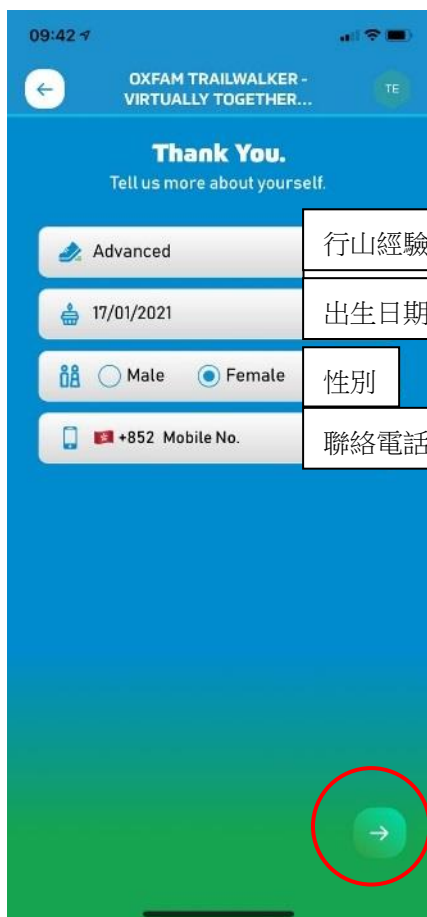 09:42
OXFAM TRAILWALKER -
VIRTUALLY TOGETHER...
TE
Thank You.
Tell us more about yourself.
Advanced
行山經驗
17/01/2021
出生日期
Male
Female
性別
+852 Mobile No.
聯絡電話